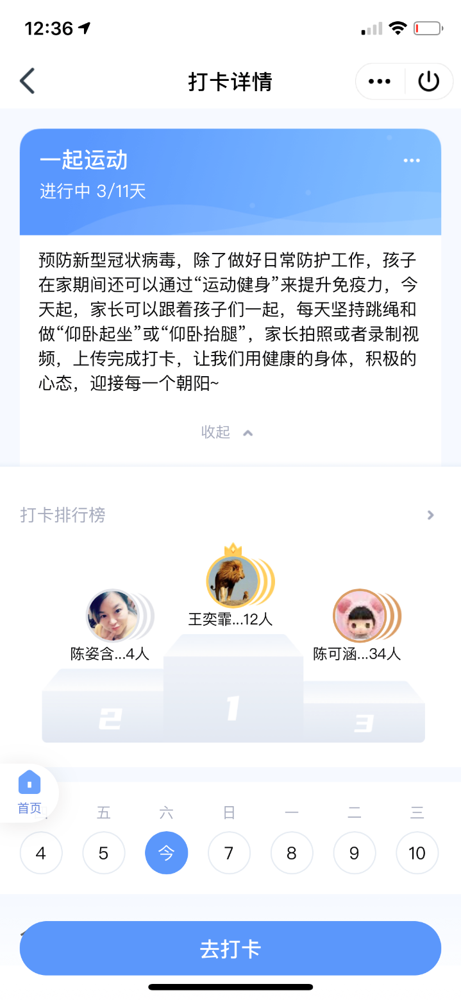 12:36
打卡详情
一起运动
进行中 3/11天
预防新型冠状病毒，除了做好日常防护工作，孩子
在家期间还可以通过“运动健身”来提升免疫力，今
天起，家长可以跟着孩子们一起，每天坚持跳绳和
做“仰卧起坐”或“仰卧抬腿”，家长拍照或者录制视
频，上传完成打卡，让我们用健康的身体，积极的
心态，迎接每一个朝阳~
收起
打卡排行榜
王奕霏...12人
陈姿含...4人
陈可涵...34人
1
2
3
首页
五 六 日 一 二 三
4 5 今 7 8 9 10
去打卡